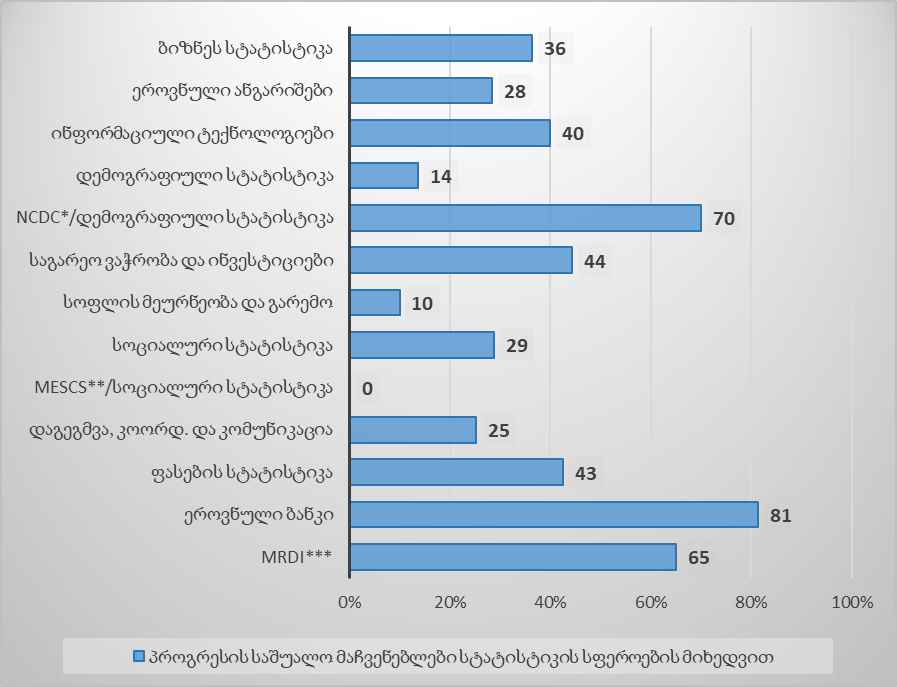 ბიზნეს სტატისტიკა 36
ეროვნული ანგარიშები 28
ინფორმაციული ტექნოლოგიები 40
დემოგრაფიული სტატისტიკა 14
NCDC*/დემოგრაფიული სტატისტიკა 70
საგარეო ვაჭრობა და ინვესტიციები 44
სოფლის მეურნეობა და გარემო 10
სოციალური სტატისტიკა 29
MESCS**/სოციალური სტატისტიკა 0
დაგეგმვა, კოორდ. და კომუნიკაცია 25
ფასების სტატისტიკა 43
ეროვნული ბანკი 81
MRDI*** 65
0% 20% 40% 60% 80% 100%
პროგრესის საშუალო მაჩვენებლები სტატისტიკის სფეროების მიხედვით